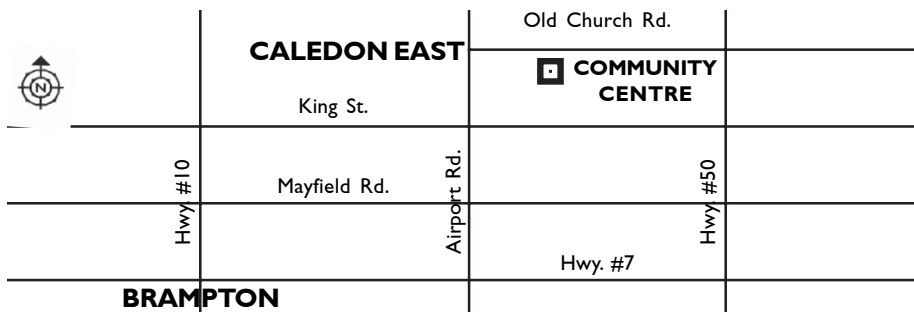 Old Church Rd.
CALEDON EAST
COMMUNITY
CENTRE
N
King St.
Hwy. #10
Mayfield Rd.
Airport Rd.
Hwy. #50
Hwy. #7
BRAMPTON